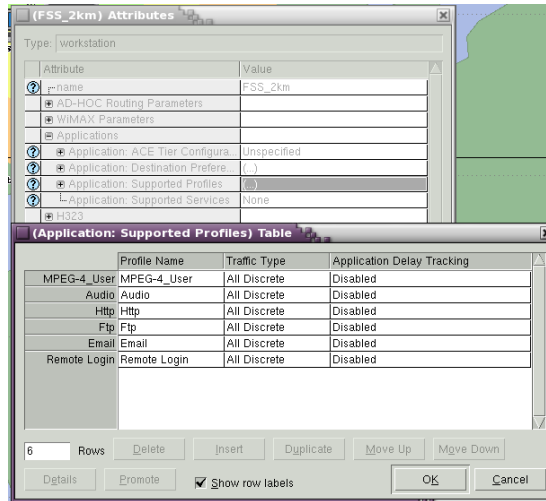 (FSS_2km) Attributes
Type: workstation
Attribute Value
name FSS_2km
AD-HOC Routing Parameters
WiMAX Parameters
Applications
Application: ACE Tier Configura... Unspecified
Application: Destination Prefere... (...)
Application: Supported Profiles (...)
Application: Supported Services None
H323
(Application: Supported Profiles) Table
Profile Name Traffic Type Application Delay Tracking
MPEG-4_User MPEG-4_User All Discrete Disabled
Audio Audio All Discrete Disabled
Http Http All Discrete Disabled
Ftp Ftp All Discrete Disabled
Email Email All Discrete Disabled
Remote Login Remote Login All Discrete Disabled
6 Rows Delete Insert Duplicate Move Up Move Down
Details Promote Show row labels OK Cancel